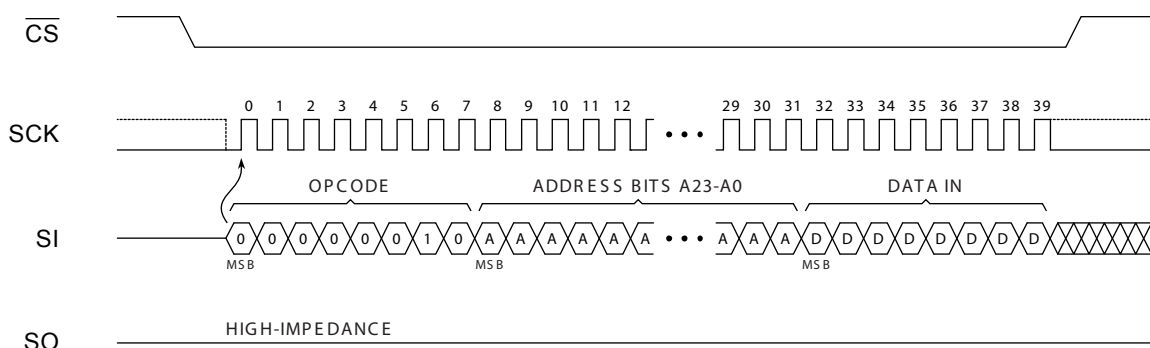 CS
0 1 2 3 4 5 6 7 8 9 10 11 12 29 30 31 32 33 34 35 36 37 38 39
SCK
OPCODE ADDRESS BITS A23-A0 DATA IN
SI 0 0 0 0 0 0 1 0 A A A A A A A A A D D D D D D D D
MSB MSB MSB
HIGH-IMPEDANCE
SO